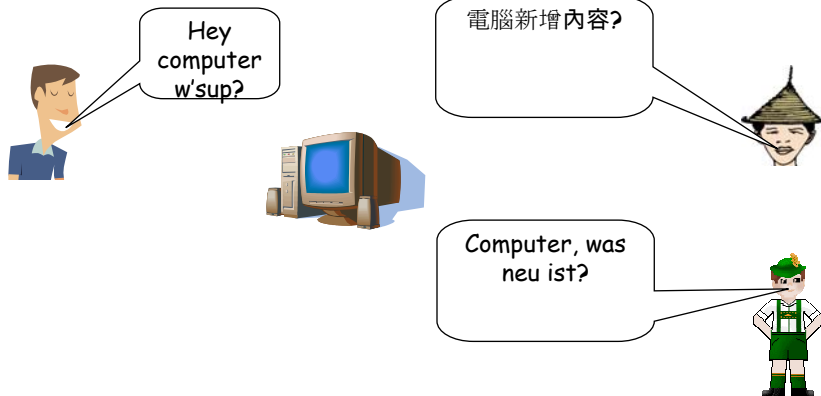 Hey
computer
w'sup?
電腦新增內容?
Computer, was
neu ist?